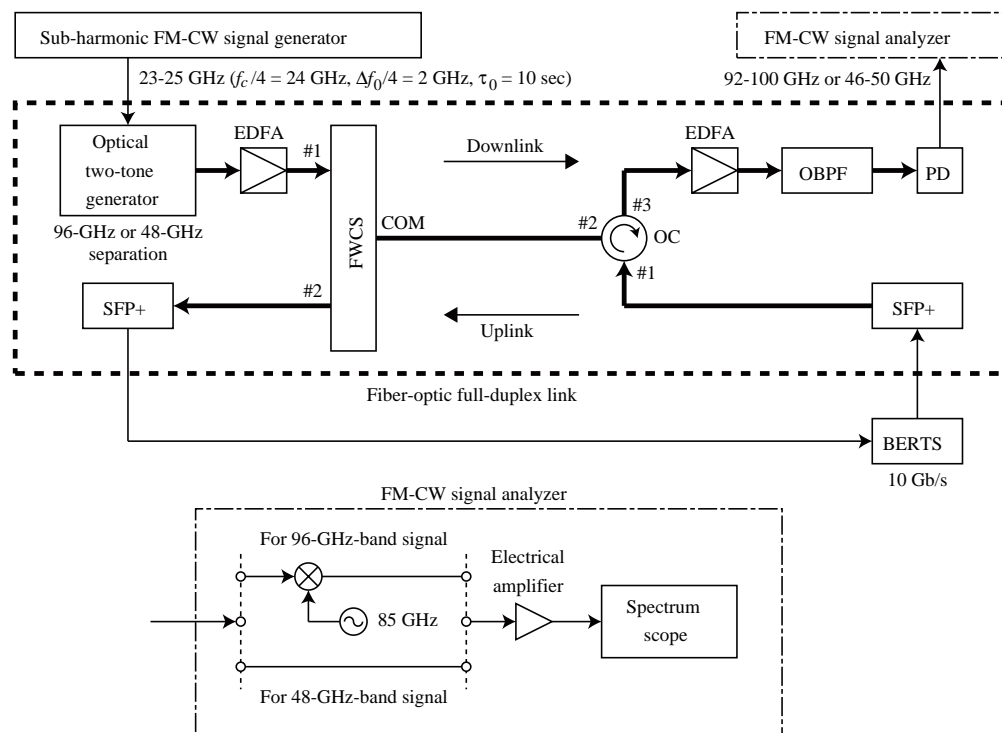 Sub-harmonic FM-CW signal generator
FM-CW signal analyzer
23-25 GHz (fc/4 = 24 GHz, Δf0/4 = 2 GHz, τ0 = 10 sec)
92-100 GHz or 46-50 GHz
Optical
two-tone
generator
96-GHz or 48-GHz
separation
EDFA
#1
FWCS
COM
Downlink
EDFA
OBPF
PD
#3
#2
OC
#1
SFP+
#2
Uplink
SFP+
Fiber-optic full-duplex link
BERTS
10 Gb/s
FM-CW signal analyzer
For 96-GHz-band signal
85 GHz
Electrical
amplifier
Spectrum
scope
For 48-GHz-band signal